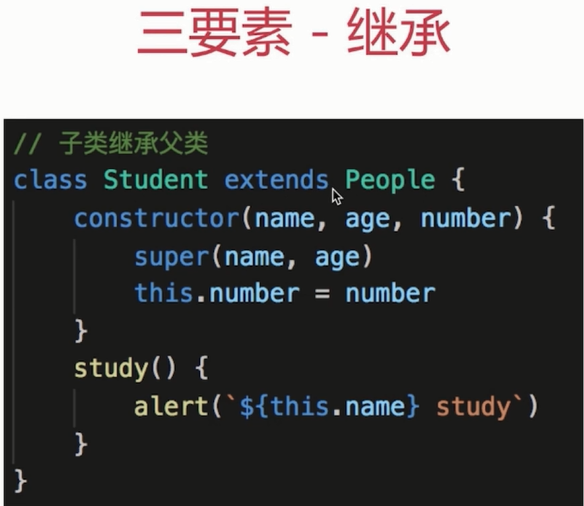 三要素 - 继承
// 子类继承父类
class Student extends People {
    constructor(name, age, number) {
        super(name, age)
        this.number = number
    }
    study() {
        alert(`${this.name} study`)
    }
}